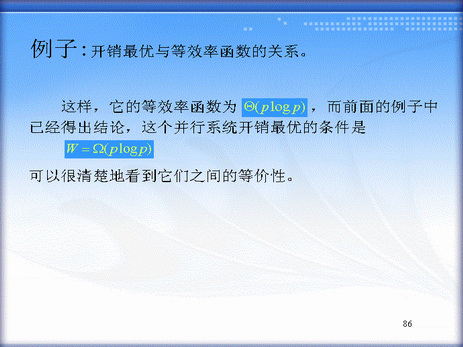 例子:开销最优与等效率函数的关系。
这样，它的等效率函数为 Θ(p log p) ，而前面的例子中
已经得出结论，这个并行系统开销最优的条件是
W = Ω(p log p)
可以很清楚地看到它们之间的等价性。
86